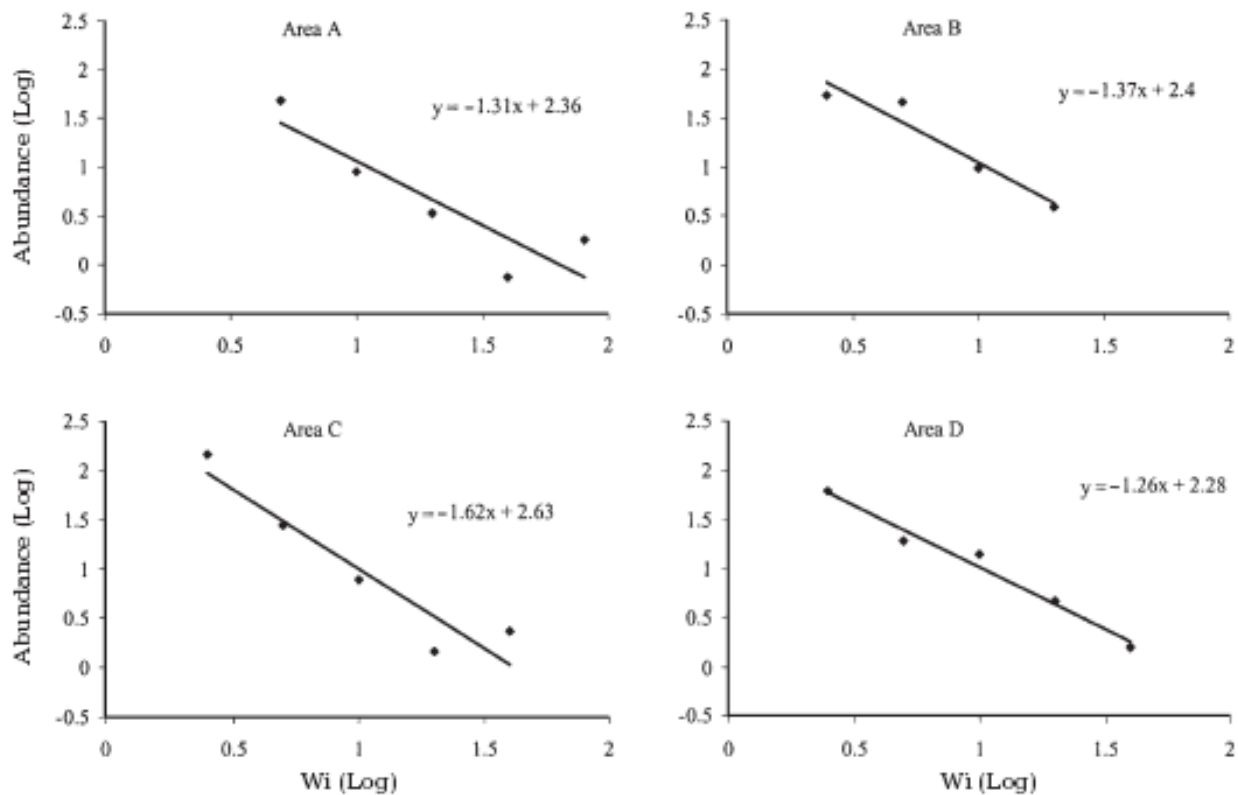 Area A
y = −1.31x + 2.36
Abundance (Log)
2.5
2
1.5
1
0.5
0
-0.5
0 0.5 1 1.5 2
Area B
y = −1.37x + 2.4
2.5
2
1.5
1
0.5
0
-0.5
0 0.5 1 1.5 2
Area C
y = −1.62x + 2.63
Abundance (Log)
2.5
2
1.5
1
0.5
0
-0.5
0 0.5 1 1.5 2
Wi (Log)
Area D
y = −1.26x + 2.28
2.5
2
1.5
1
0.5
0
-0.5
0 0.5 1 1.5 2
Wi (Log)